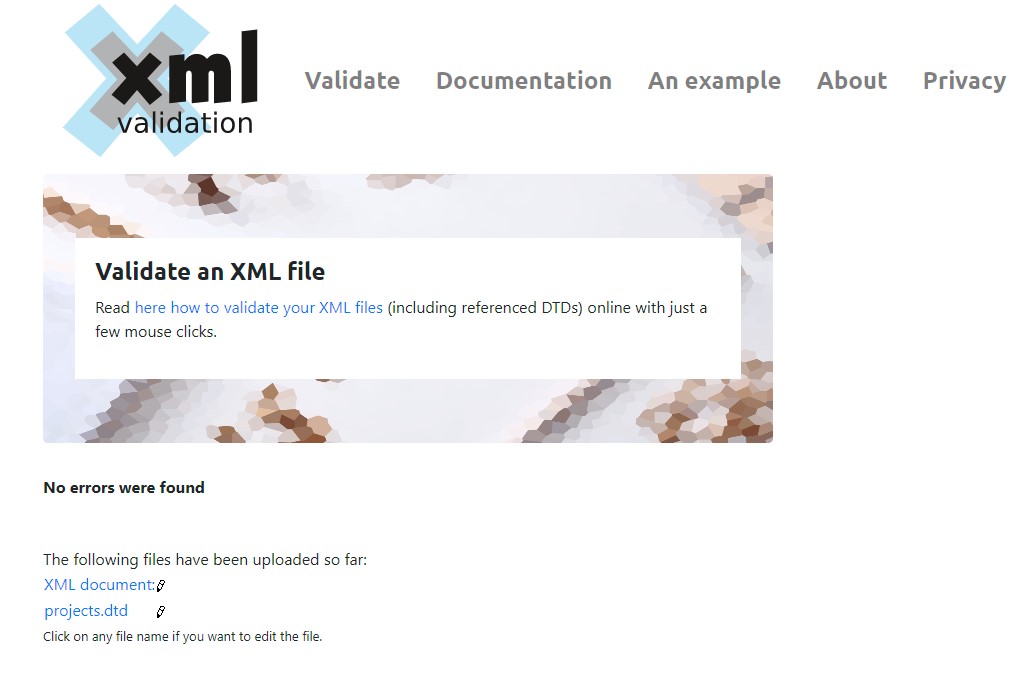 xml
validation
Validate Documentation An example About Privacy
Validate an XML file
Read here how to validate your XML files (including referenced DTDs) online with just a
few mouse clicks.
No errors were found
The following files have been uploaded so far:
XML document:
projects.dtd
Click on any file name if you want to edit the file.